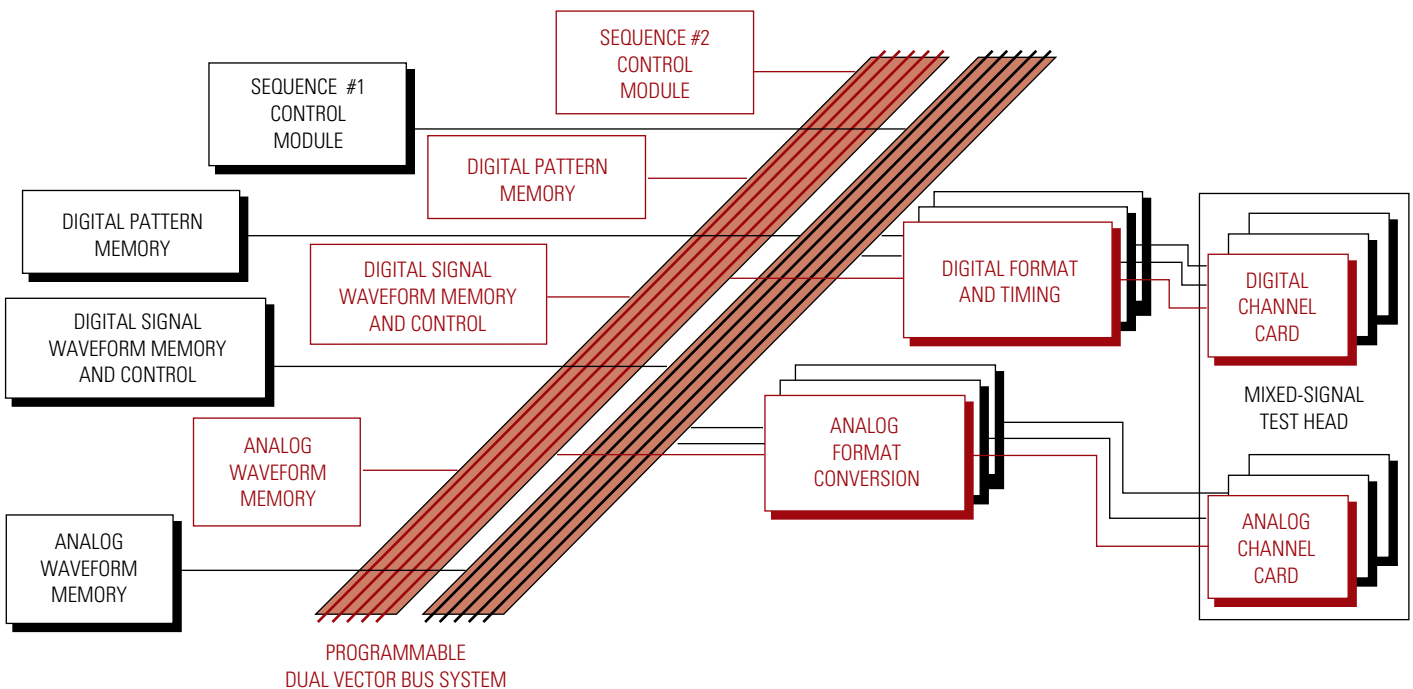 SEQUENCE #2
CONTROL
MODULE
SEQUENCE #1
CONTROL
MODULE
DIGITAL PATTERN
MEMORY
DIGITAL PATTERN
MEMORY
DIGITAL SIGNAL
WAVEFORM MEMORY
AND CONTROL
DIGITAL FORMAT
AND TIMING
DIGITAL
CHANNEL
CARD
DIGITAL SIGNAL
WAVEFORM MEMORY
AND CONTROL
MIXED-SIGNAL
TEST HEAD
ANALOG
WAVEFORM
MEMORY
ANALOG
FORMAT
CONVERSION
ANALOG
WAVEFORM
MEMORY
ANALOG
CHANNEL
CARD
PROGRAMMABLE
DUAL VECTOR BUS SYSTEM